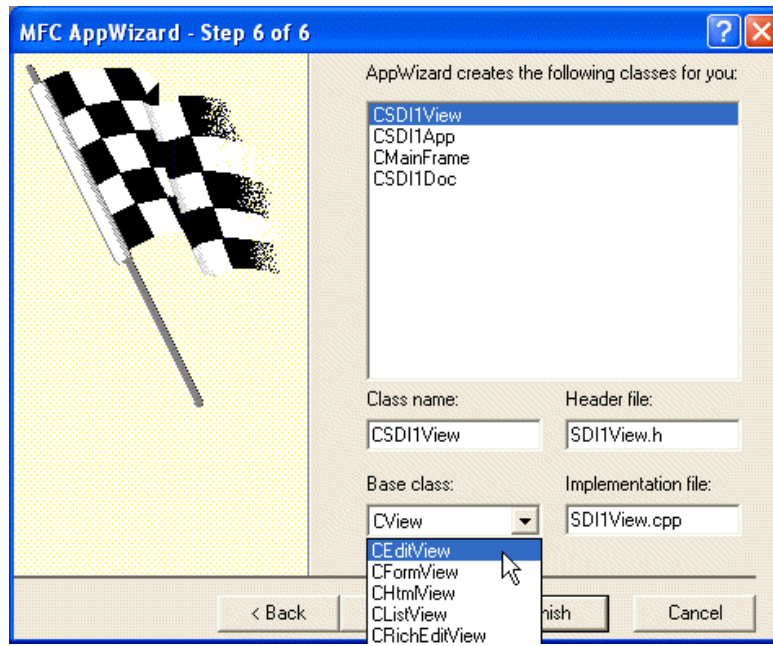 MFC AppWizard - Step 6 of 6
AppWizard creates the following classes for you:
CSDI1View
CSDI1App
CMainFrame
CSDI1Doc
Class name:
Header file:
CSDI1View
SDI1View.h
Base class:
Implementation file:
CView
SDI1View.cpp
CEditView
CFormView
CHtmlView
CListView
CRichEditView
< Back
Cancel